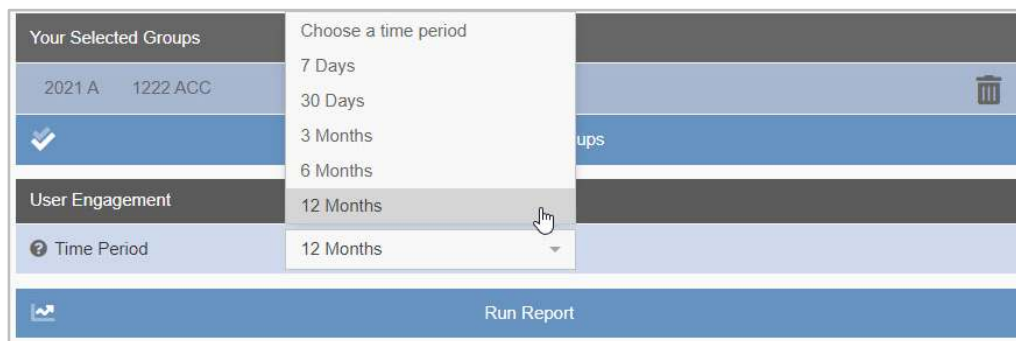 Your Selected Groups
2021 A 1222 ACC
ups
Choose a time period
7 Days
30 Days
3 Months
6 Months
12 Months
User Engagement
Time Period 12 Months
Run Report